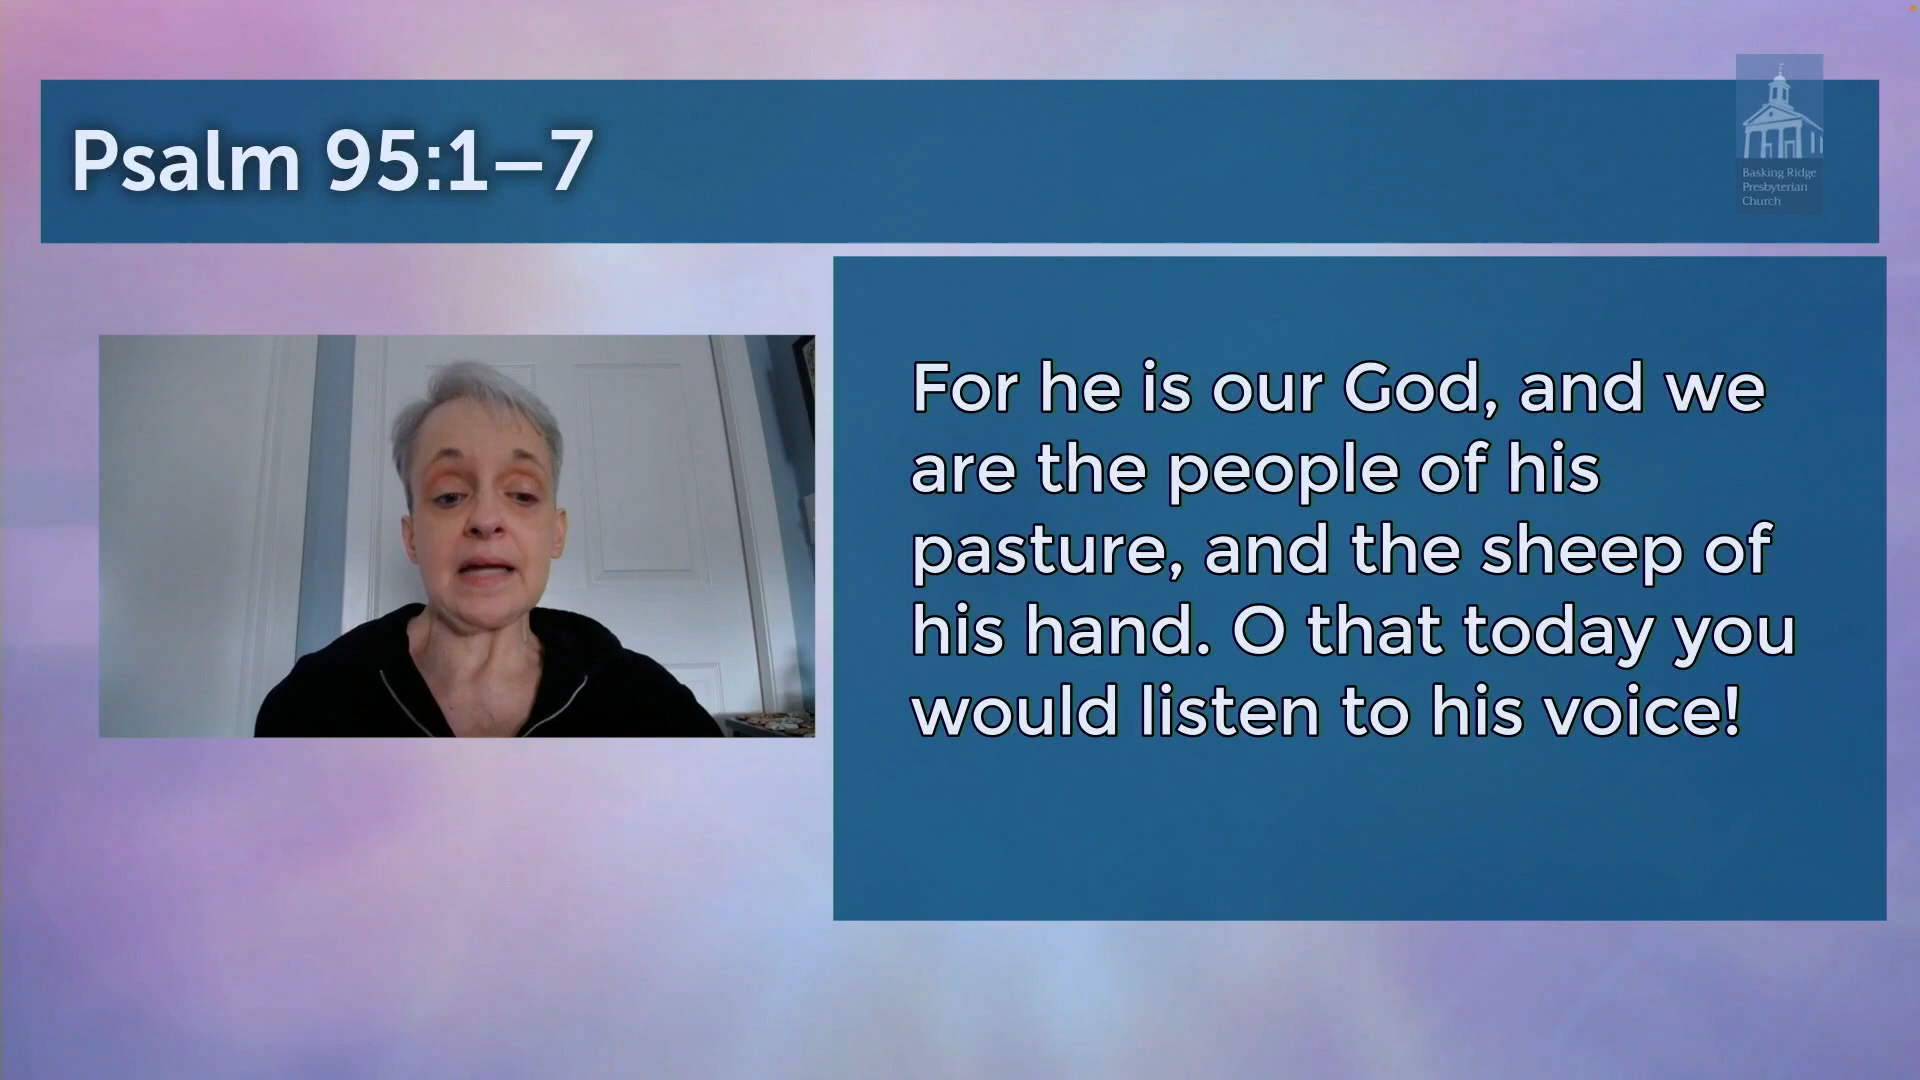 Psalm 95:1–7
Basking Ridge
Presbyterian
Church
For he is our God, and we
are the people of his
pasture, and the sheep of
his hand. O that today you
would listen to his voice!